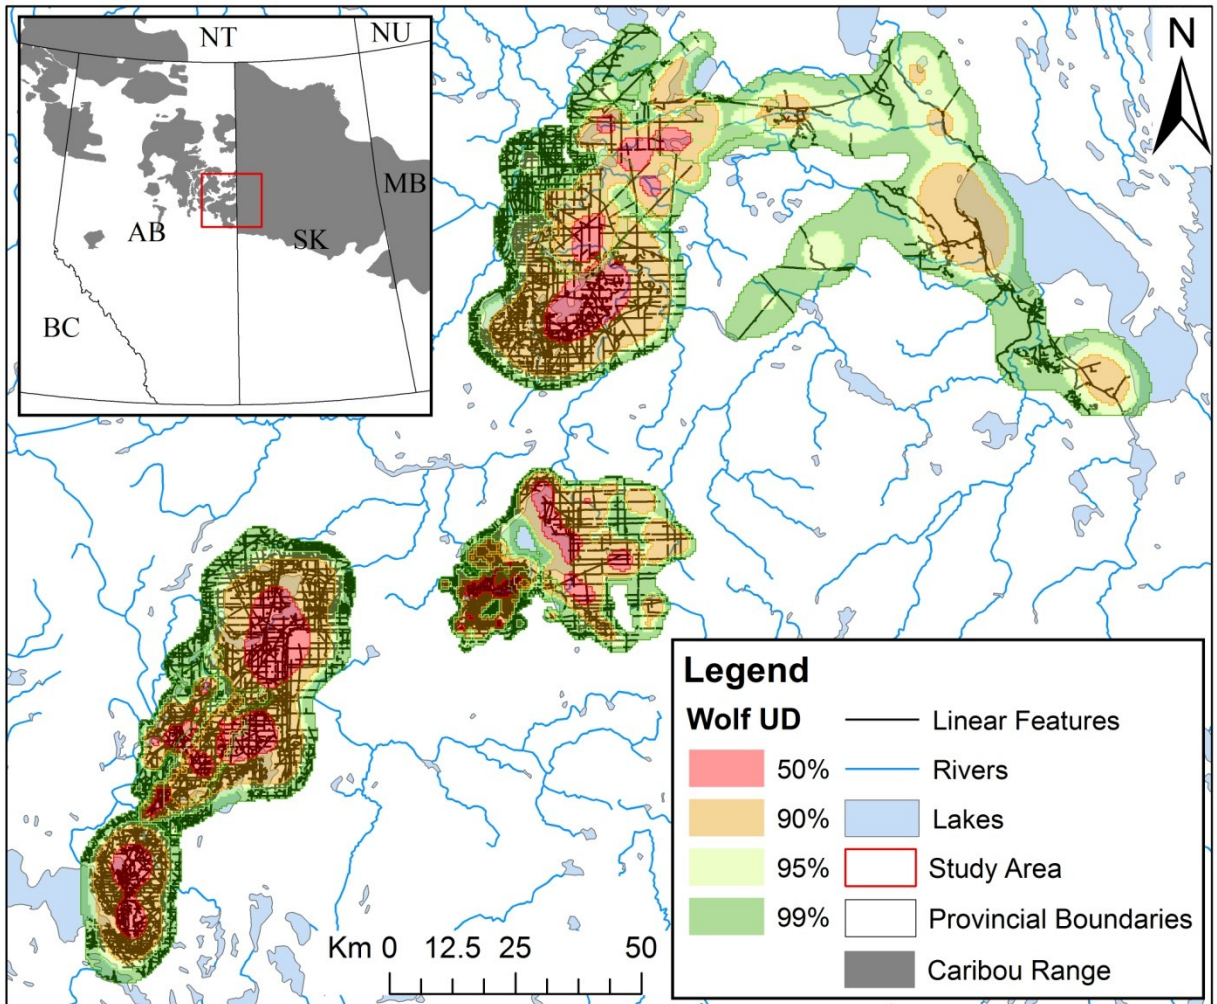 NT
NU
N
MB
AB
SK
BC
Legend
Wolf UD
Linear Features
50%
Rivers
90%
Lakes
95%
Study Area
99%
Provincial Boundaries
Caribou Range
Km 0 12.5 25 50